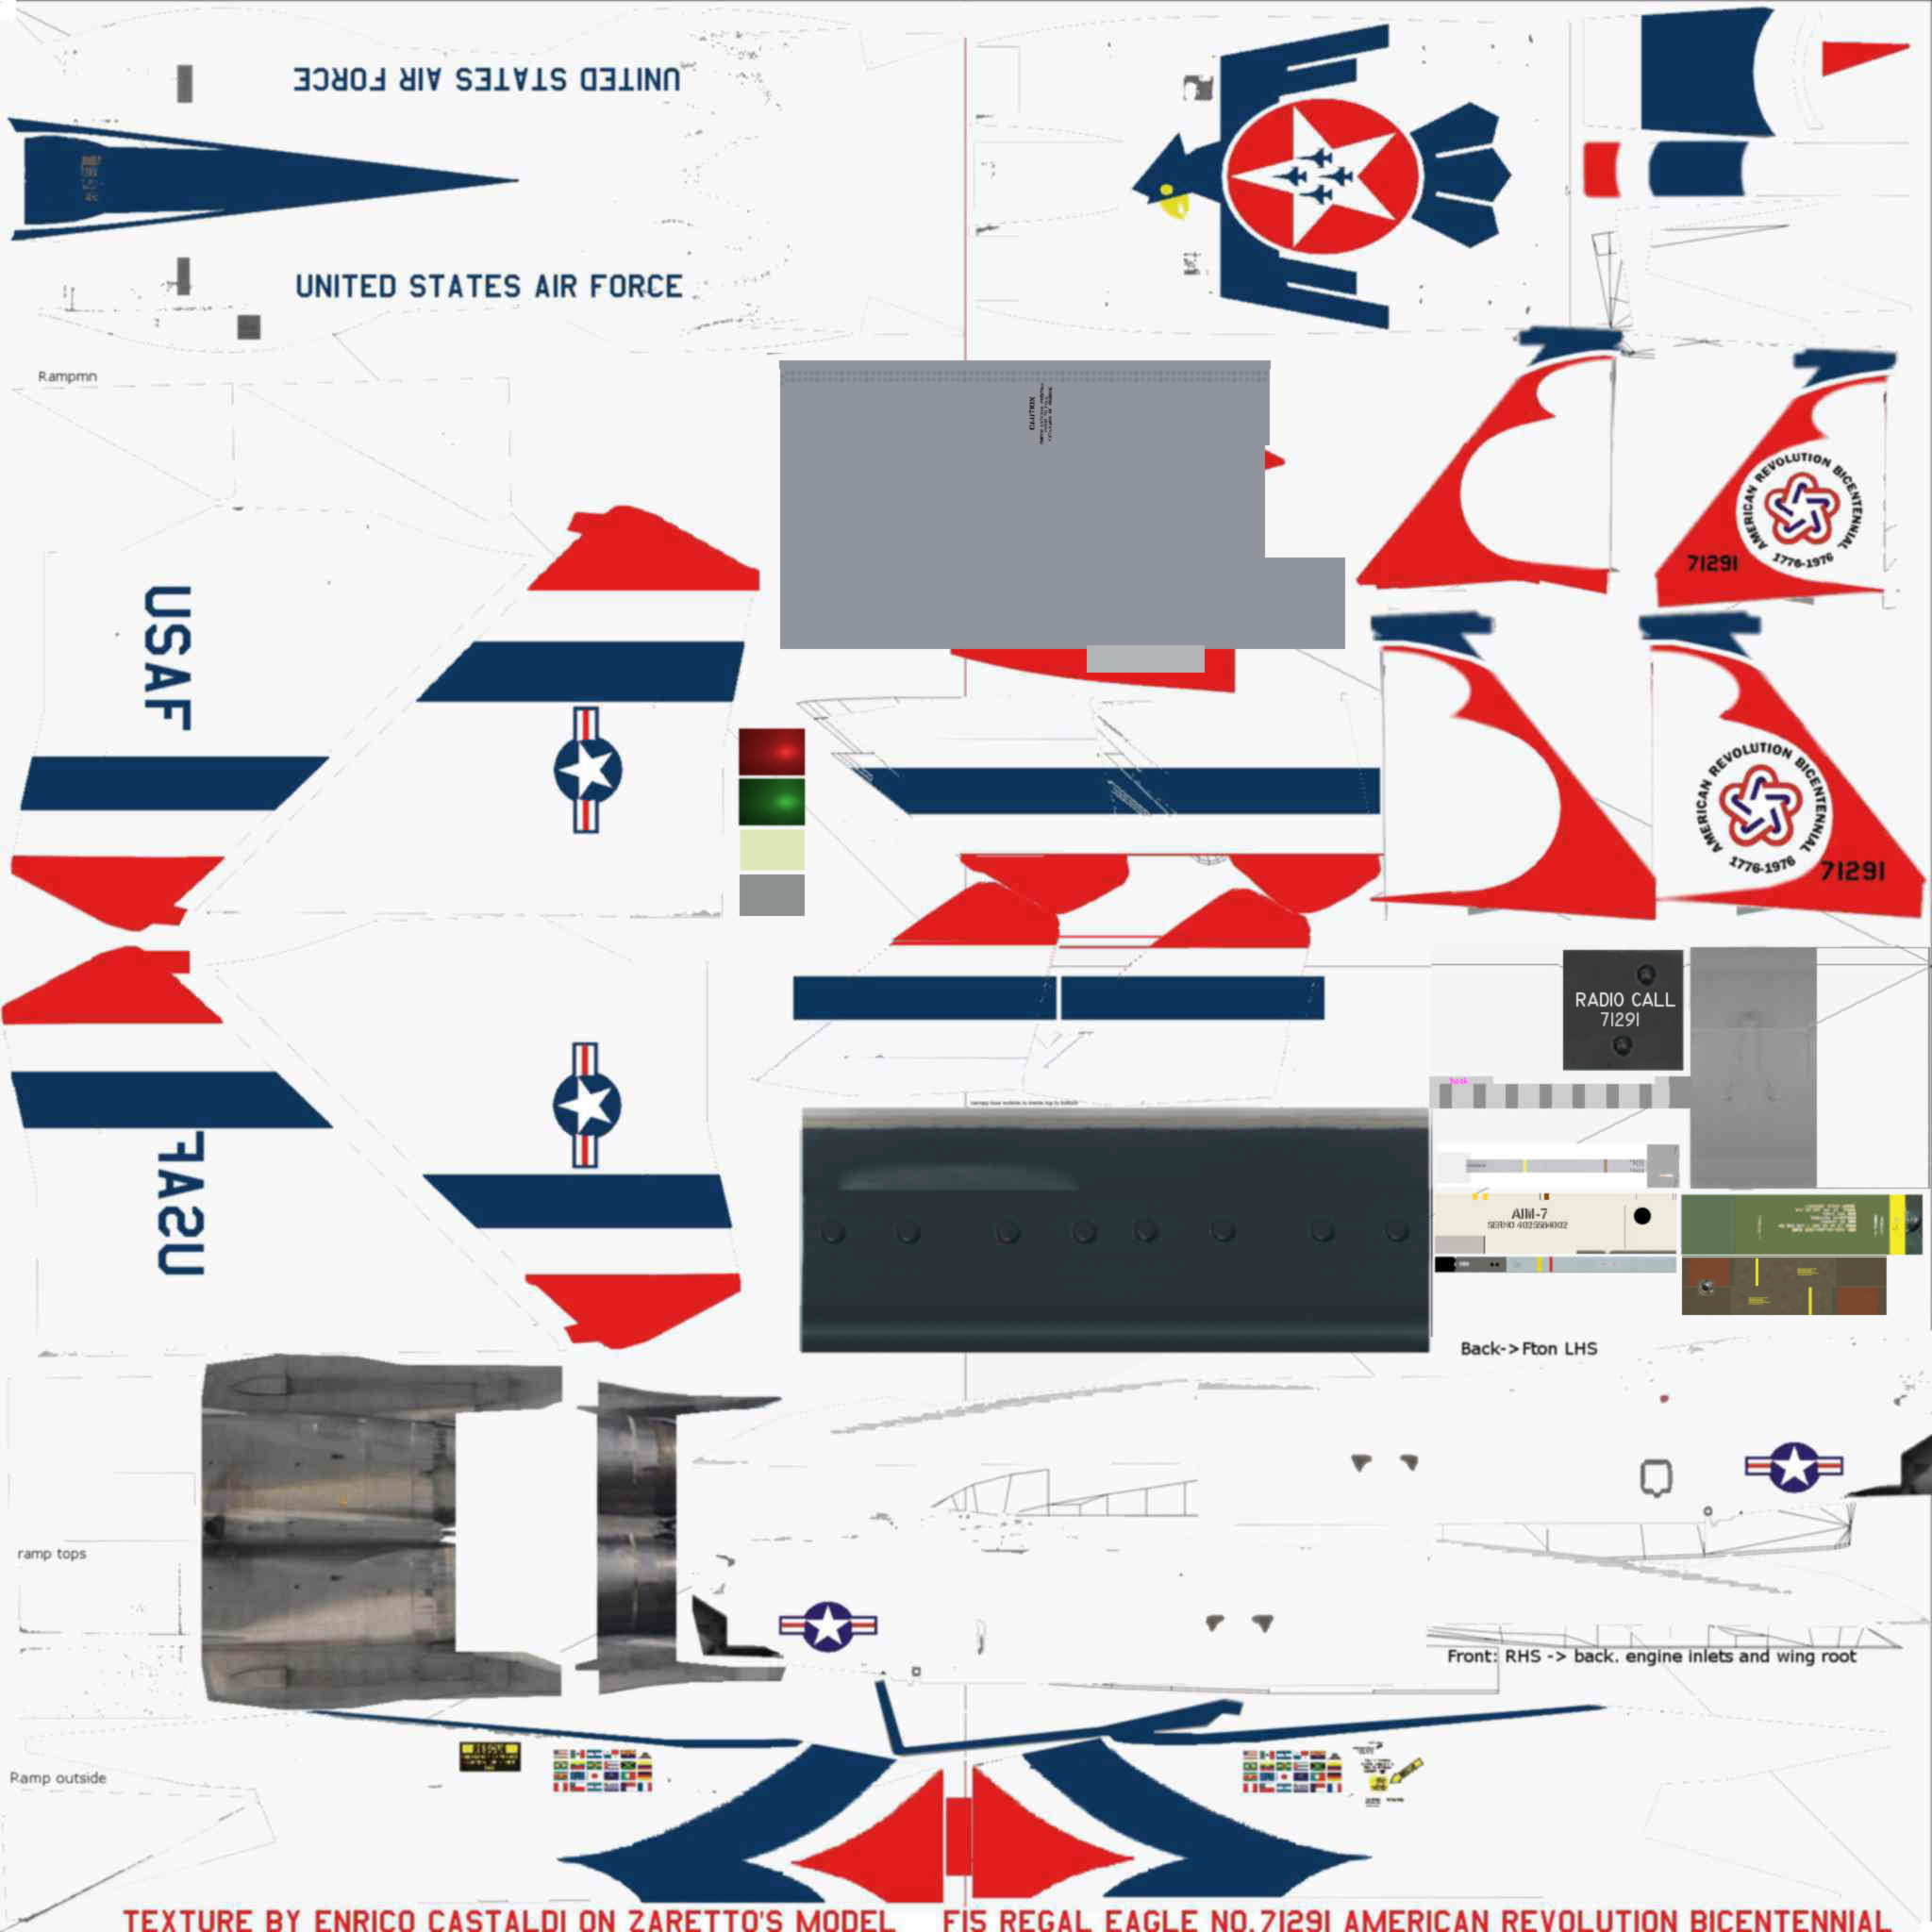 UNITED STATES AIR FORCE
UNITED STATES AIR FORCE
Rampmn
CAUTION
AMERICAN REVOLUTION BICENTENNIAL
1776-1976
71291
USAF
AMERICAN REVOLUTION BICENTENNIAL
1776-1976
71291
RADIO CALL
71291
hook
USAF
AIM-7
Back->Fton LHS
ramp tops
Front: RHS -> back. engine inlets and wing root
Ramp outside
TEXTURE BY ENRICO CASTALDI ON ZARETTO'S MODEL F15 REGAL EAGLE NO.71291 AMERICAN REVOLUTION BICENTENNIAL